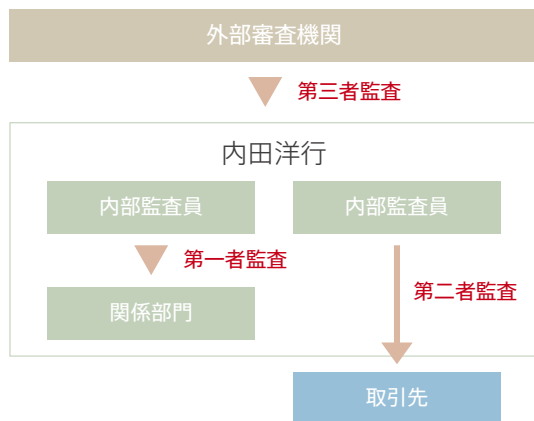 外部審査機関
第三者監査
内田洋行
内部監査員
内部監査員
第一者監査
第二者監査
関係部門
取引先